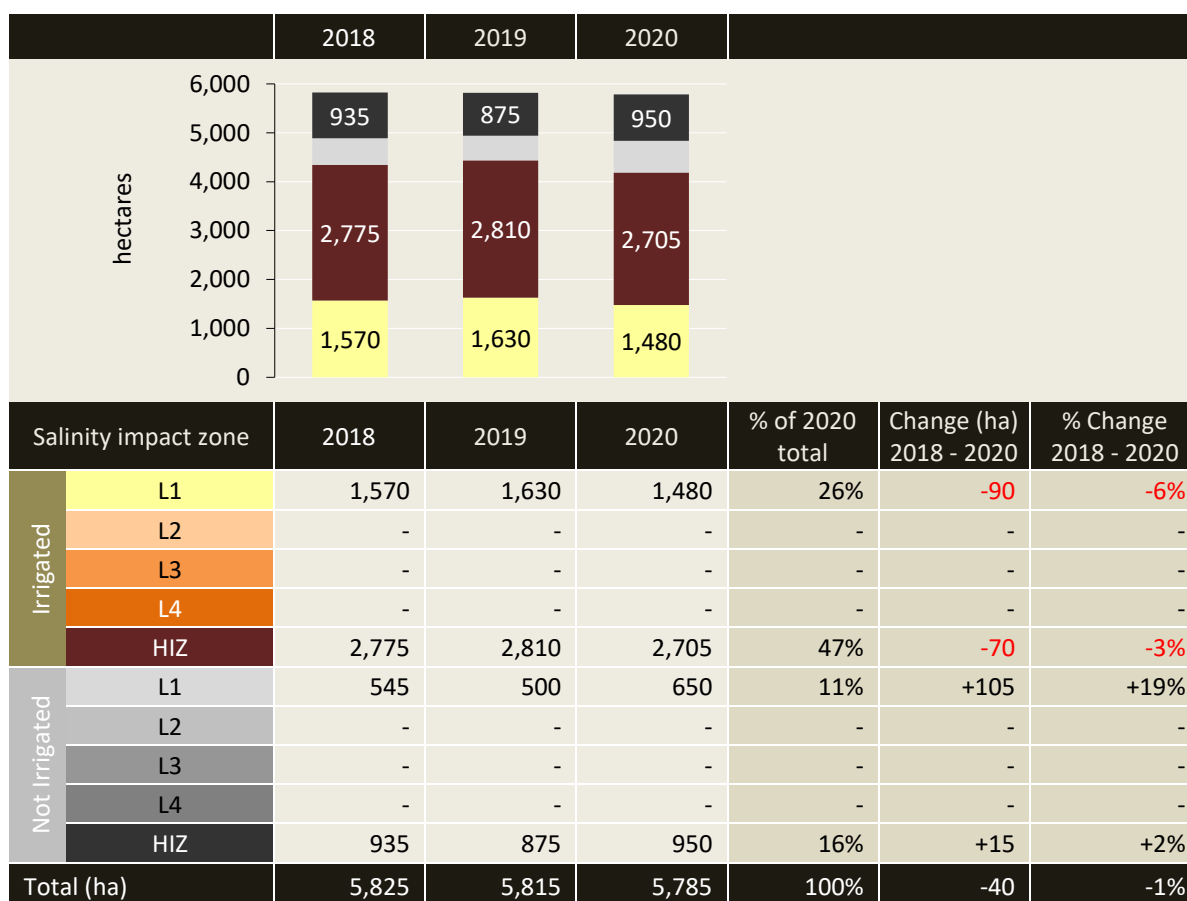 2018 2019 2020
6,000
5,000
4,000
3,000
2,000
1,000
0
hectares
935 875 950
2,775 2,810 2,705
1,570 1,630 1,480
Salinity impact zone 2018 2019 2020 % of 2020 total Change (ha) 2018 - 2020 % Change 2018 - 2020
Irrigated
L1 1,570 1,630 1,480 26% -90 -6%
L2 - - - - - -
L3 - - - - - -
L4 - - - - - -
HIZ 2,775 2,810 2,705 47% -70 -3%
Not Irrigated
L1 545 500 650 11% +105 +19%
L2 - - - - - -
L3 - - - - - -
L4 - - - - - -
HIZ 935 875 950 16% +15 +2%
Total (ha) 5,825 5,815 5,785 100% -40 -1%